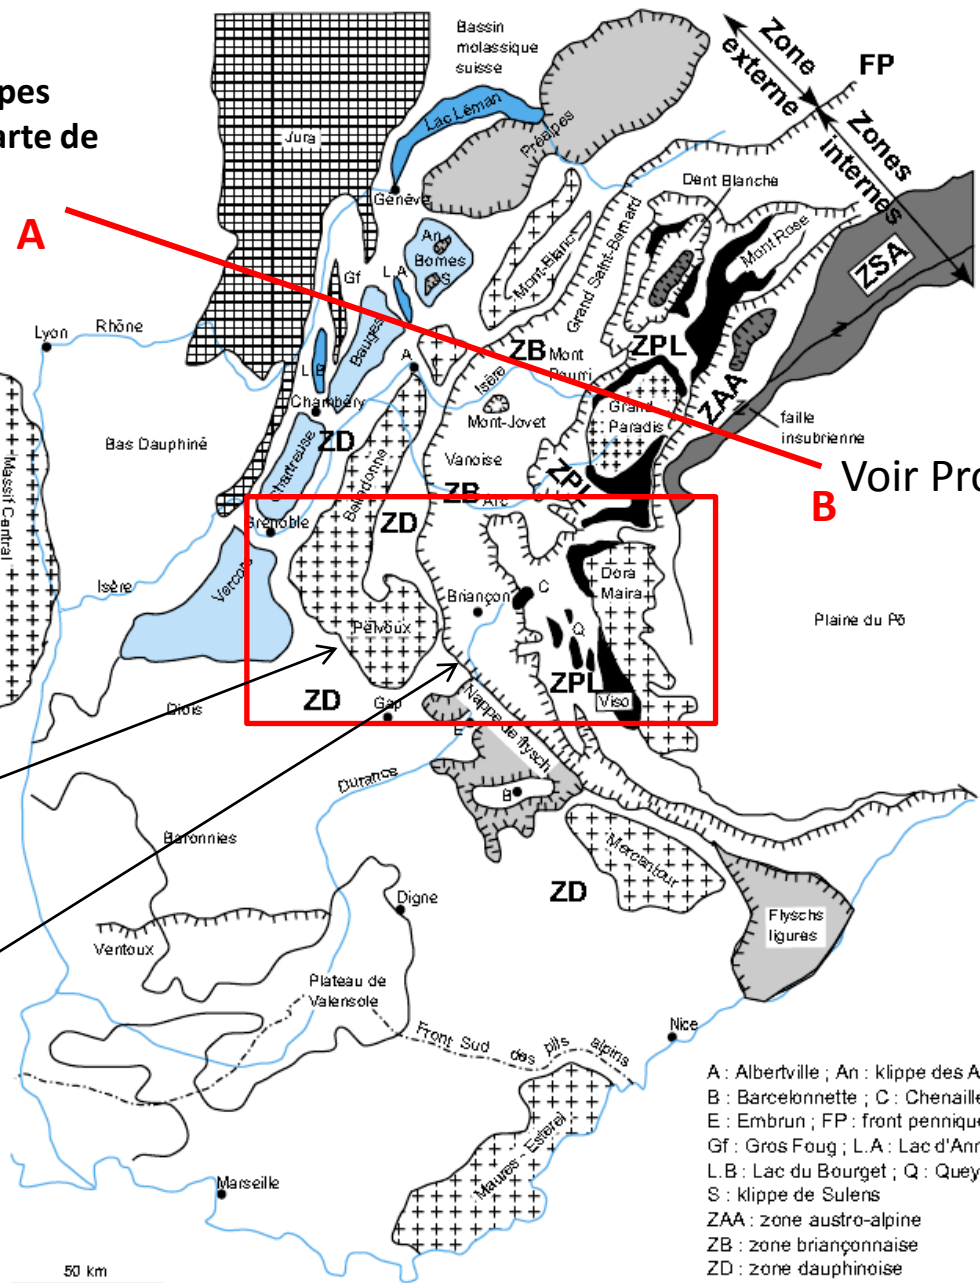 Bassin
molassique
suisse
Zone
externe
FP
Zones
internes
pes
arte de
Jura
Lac Léman
Préalpes
Genève
Dent Blanche
A
An
Bornes
S
L.A
Gf
Mont-Blanc
Grand Saint-Bernard
Mont Rose
ZSA
Lyon
Rhône
Bauges
A
L.B
Isère
ZB
Mont
Pourri
ZPL
ZAA
Chambéry
ZD
Mont-Jovet
Grand
Paradis
faille
insubrienne
Bas Dauphiné
Chartreuse
Belledonne
Vanoise
Massif Central
ZB
Arc
ZPL
Voir Pro
B
Grenoble
ZD
Isère
Vercors
Briançon
C
Dora
Maira
Plaine du Pô
Pelvoux
Q
ZPL
Diois
ZD
Gap
Viso
E
Nappe de flysch
Durance
B
Baronnies
Mercantour
Digne
ZD
Flyschs
ligures
Ventoux
Plateau de
Valensole
Front Sud des plis alpins
Nice
Maures - Esterel
Marseille
A : Albertville ; An : klippe des A
B : Barcelonnette ; C : Chenaille
E : Embrun ; FP : front pennique
Gf : Gros Foug ; L.A : Lac d'Ann
L.B : Lac du Bourget ; Q : Quey
S : klippe de Sulens
ZAA : zone austro-alpine
ZB : zone briançonnaise
ZD : zone dauphinoise
50 km